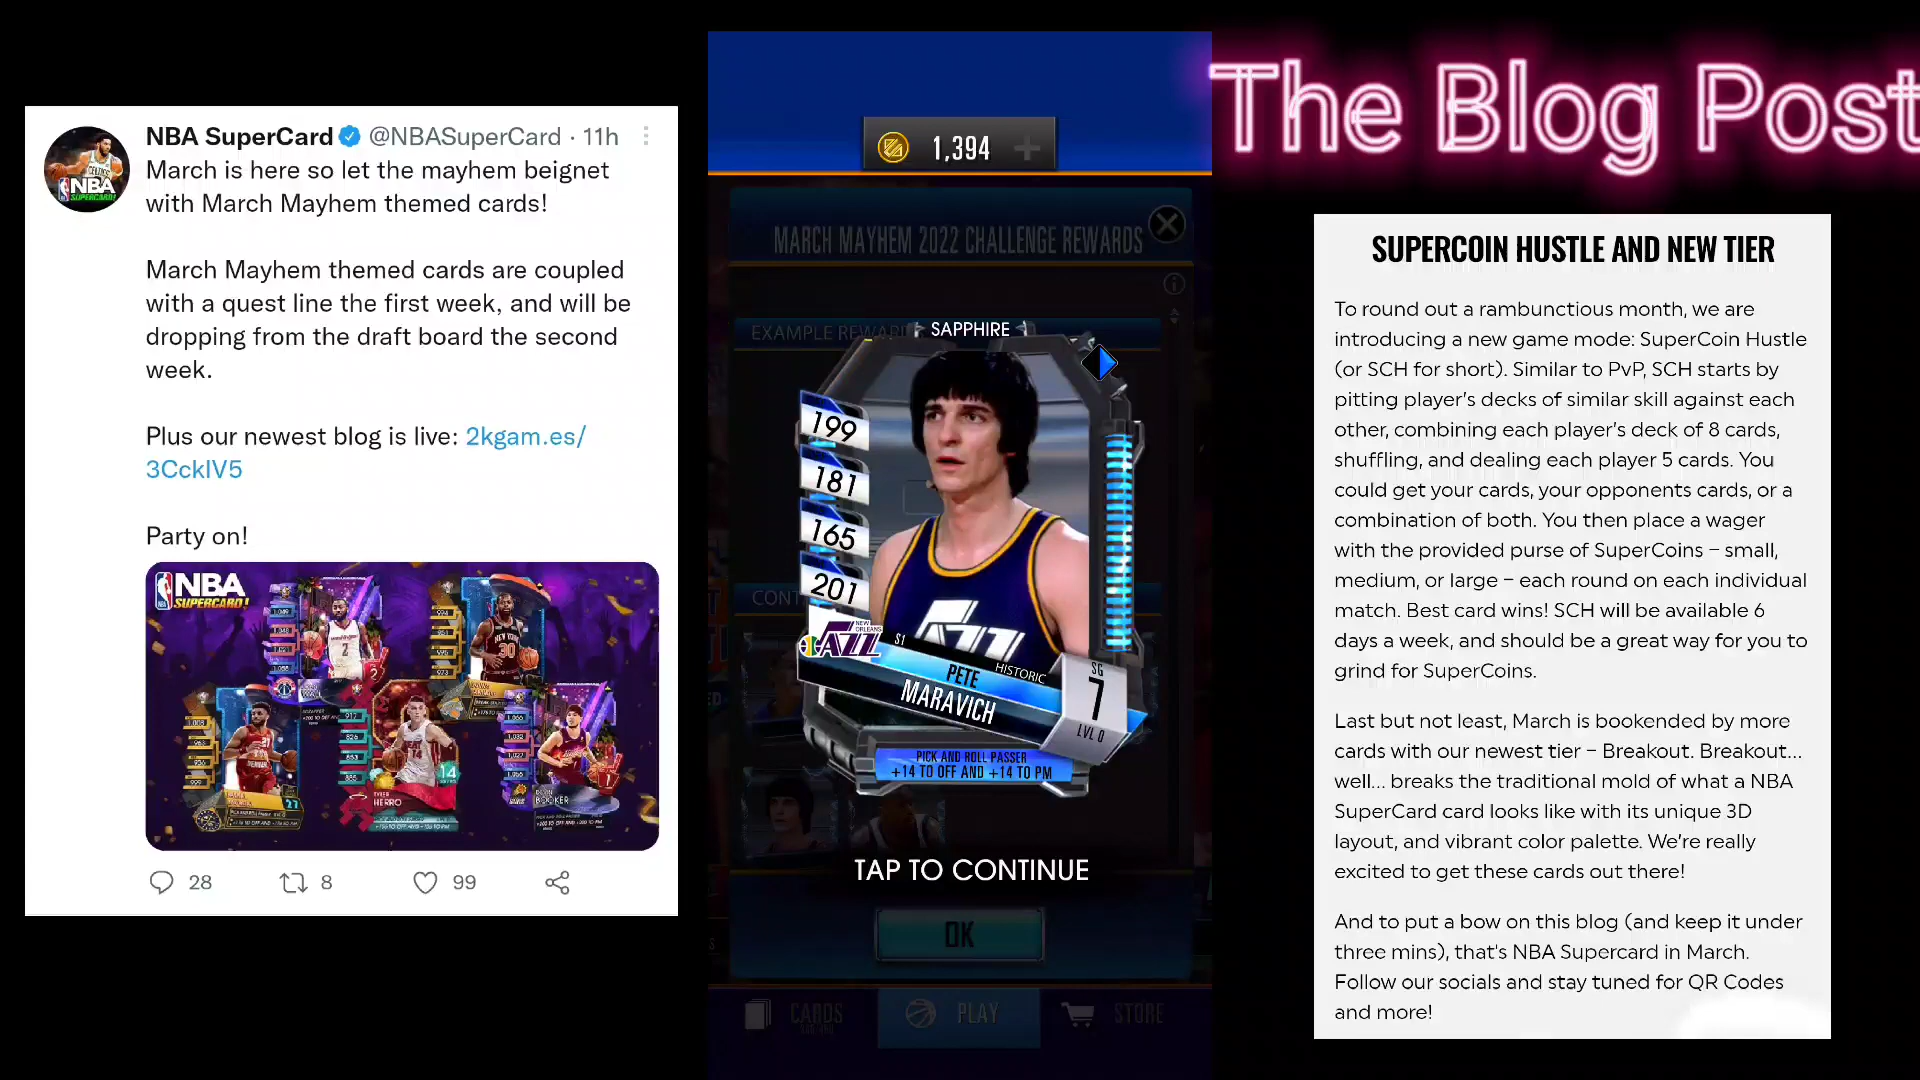 NBA SuperCard @NBASuperCard · 11h
March is here so let the mayhem beignet
with March Mayhem themed cards!
March Mayhem themed cards are coupled
with a quest line the first week, and will be
dropping from the draft board the second
week.
Plus our newest blog is live: 2kgam.es/
3CckIV5
Party on!
NBA
SUPERCARD!
HERRO
BOOKER
28
8
99
1,394
MARCH MAYHEM 2022 CHALLENGE REWARDS
EXAMPLE REWAR
SAPPHIRE
199
181
165
201
NEW ORLEANS
JAZZ
S1
HISTORIC
PETE
MARAVICH
SG
7
LVL 0
PICK AND ROLL PASSER
+14 TO OFF AND +14 TO PM
CONT
TAP TO CONTINUE
OK
CARDS
PLAY
STORE
The Blog Post
SUPERCOIN HUSTLE AND NEW TIER
To round out a rambunctious month, we are
introducing a new game mode: SuperCoin Hustle
(or SCH for short). Similar to PvP, SCH starts by
pitting player's decks of similar skill against each
other, combining each player's deck of 8 cards,
shuffling, and dealing each player 5 cards. You
could get your cards, your opponents cards, or a
combination of both. You then place a wager
with the provided purse of SuperCoins – small,
medium, or large – each round on each individual
match. Best card wins! SCH will be available 6
days a week, and should be a great way for you to
grind for SuperCoins.
Last but not least, March is bookended by more
cards with our newest tier – Breakout. Breakout...
well... breaks the traditional mold of what a NBA
SuperCard card looks like with its unique 3D
layout, and vibrant color palette. We're really
excited to get these cards out there!
And to put a bow on this blog (and keep it under
three mins), that's NBA Supercard in March.
Follow our socials and stay tuned for QR Codes
and more!